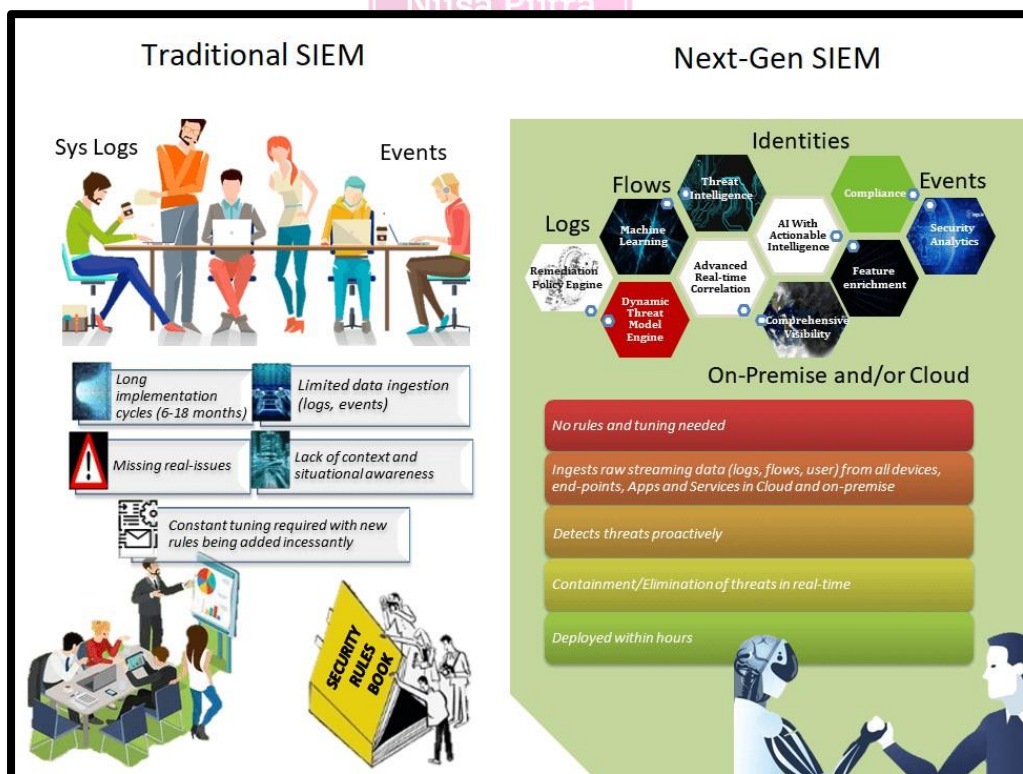 Nusa Putra
Traditional SIEM
Sys Logs
Events
Long
implementation
cycles (6-18 months)
Limited data ingestion
(logs, events)
Missing real-issues
Lack of context and
situational awareness
Constant tuning required with new
rules being added incessantly
SECURITY
RULES
BOOK
Next-Gen SIEM
Identities
Flows
Events
Logs
Threat
Intelligence
Compliance
Machine
Learning
AI With
Actionable
Intelligence
Security
Analytics
Remediation
Policy Engine
Advanced
Real-time
Correlation
Feature
enrichment
Dynamic
Threat
Model
Engine
Comprehensive
Visibility
On-Premise and/or Cloud
No rules and tuning needed
Ingests raw streaming data (logs, flows, user) from all devices,
end-points, Apps and Services in Cloud and on-premise
Detects threats proactively
Containment/Elimination of threats in real-time
Deployed within hours